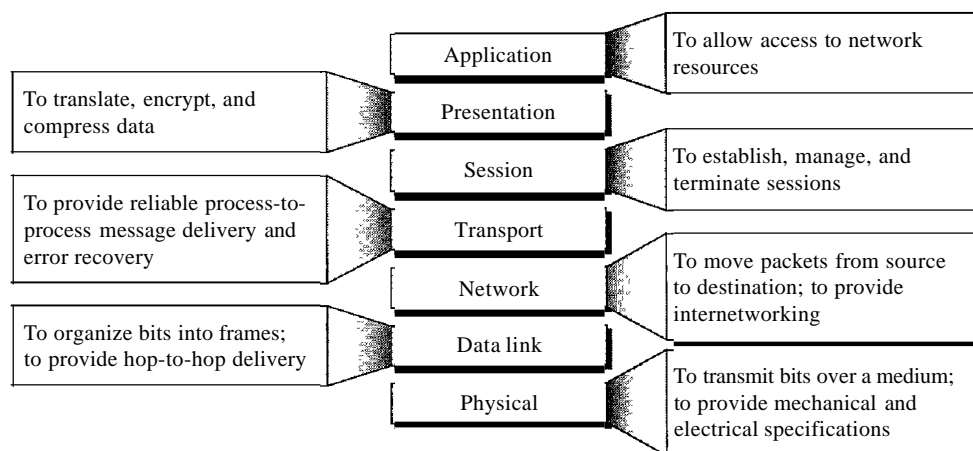 Application
To allow access to network
resources
To translate, encrypt, and
compress data
Presentation
Session
To establish, manage, and
terminate sessions
To provide reliable process-to-
process message delivery and
error recovery
Transport
Network
To move packets from source
to destination; to provide
internetworking
To organize bits into frames;
to provide hop-to-hop delivery
Data link
Physical
To transmit bits over a medium;
to provide mechanical and
electrical specifications